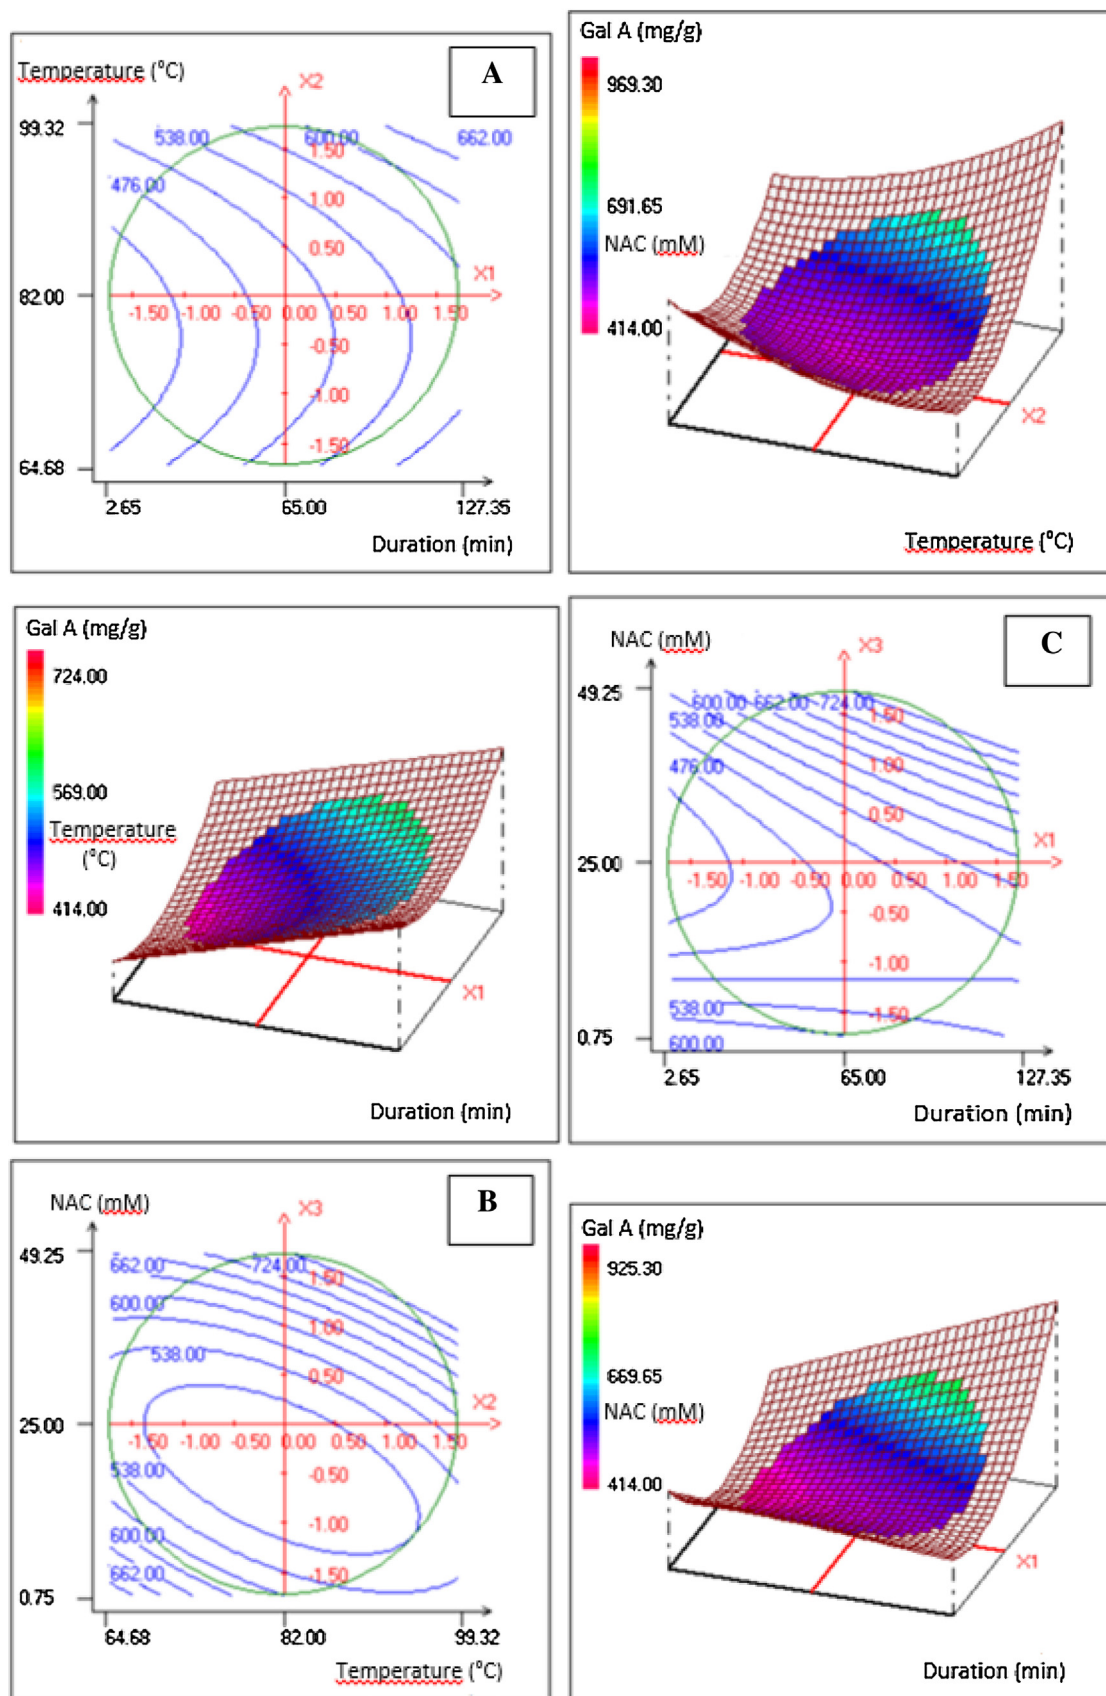 Temperature (°C)
A
X2
99.32
538.00
600.00
662.00
1.50
476.00
1.00
0.50
X1
82.00
-1.50 -1.00 -0.50 0.00 0.50 1.00 1.50
-0.50
-1.00
-1.50
64.68
2.65
65.00
127.35
Duration (min)
Gal A (mg/g)
969.30
691.65
NAC (mM)
414.00
X2
Temperature (°C)
Gal A (mg/g)
724.00
569.00
Temperature
(°C)
414.00
X1
Duration (min)
NAC (mM)
X3
C
49.25
600.00
662.00
724.00
1.50
538.00
476.00
1.00
0.50
X1
25.00
-1.50 -1.00 -0.50 0.00 0.50 1.00 1.50
-0.50
-1.00
538.00
-1.50
0.75
600.00
2.65
65.00
127.35
Duration (min)
NAC (mM)
X3
B
49.25
662.00
724.00
1.50
600.00
1.00
538.00
0.50
X2
25.00
-1.50 -1.00 -0.50 0.00 0.50 1.00 1.50
538.00
-0.50
-1.00
600.00
662.00
-1.50
0.75
64.68
82.00
99.32
Temperature (°C)
Gal A (mg/g)
925.30
669.65
NAC (mM)
414.00
X1
Duration (min)